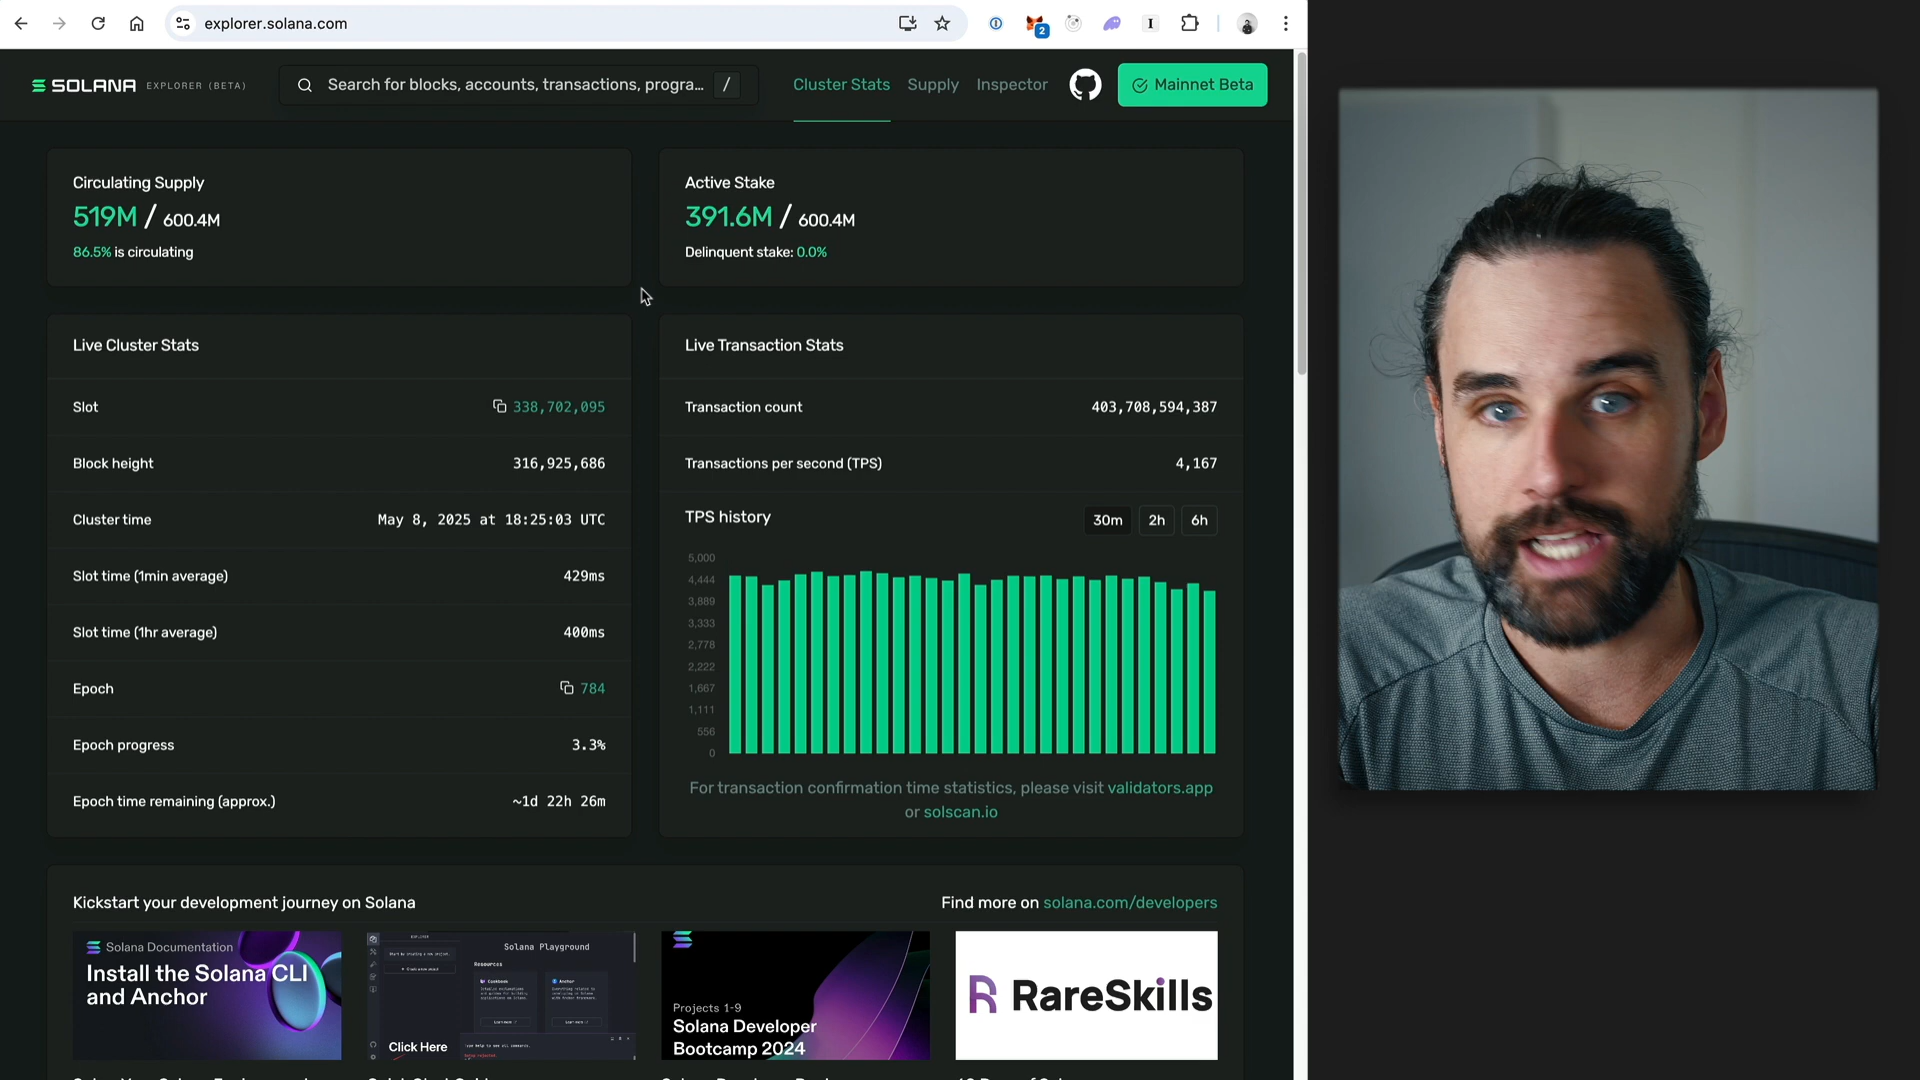 explorer.solana.com
2
SOLANA EXPLORER (BETA)
Search for blocks, accounts, transactions, progra... /
Cluster Stats
Supply
Inspector
Mainnet Beta
Circulating Supply
519M / 600.4M
86.5% is circulating
Active Stake
391.6M / 600.4M
Delinquent stake: 0.0%
Live Cluster Stats
Slot 338,702,095
Block height 316,925,686
Cluster time May 8, 2025 at 18:25:03 UTC
Slot time (1min average) 429ms
Slot time (1hr average) 400ms
Epoch 784
Epoch progress 3.3%
Epoch time remaining (approx.) ~1d 22h 26m
Live Transaction Stats
Transaction count 403,708,594,387
Transactions per second (TPS) 4,167
TPS history 30m 2h 6h
5,000
4,444
3,889
3,333
2,778
2,222
1,667
1,111
556
0
For transaction confirmation time statistics, please visit validators.app
or solscan.io
Kickstart your development journey on Solana
Find more on solana.com/developers
Solana Documentation
Install the Solana CLI
and Anchor
Solana Playground
Resources
Cookbook
Anchor
Click Here
Projects 1-9
Solana Developer
Bootcamp 2024
RareSkills